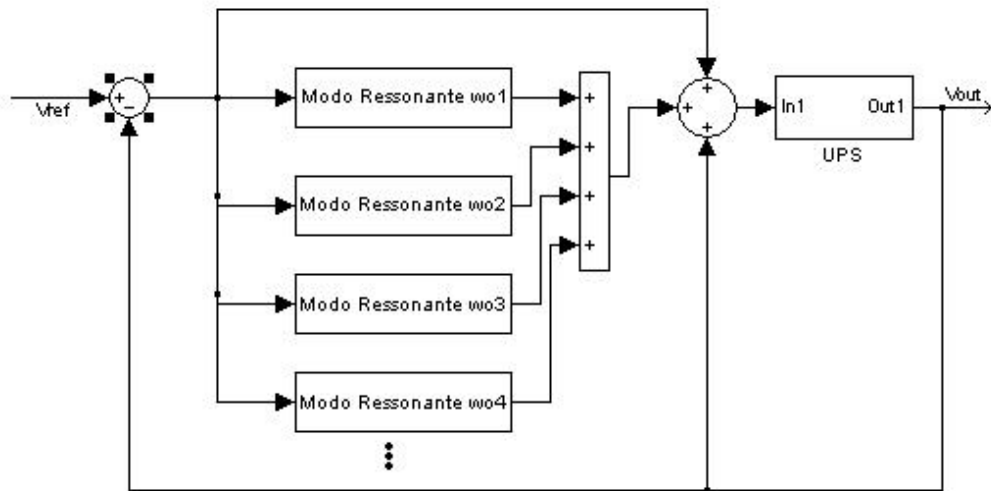 Vref
+
−
Modo Ressonante wo1
Modo Ressonante wo2
Modo Ressonante wo3
Modo Ressonante wo4
+
+
+
+
+
+
+
In1
Out1
UPS
Vout